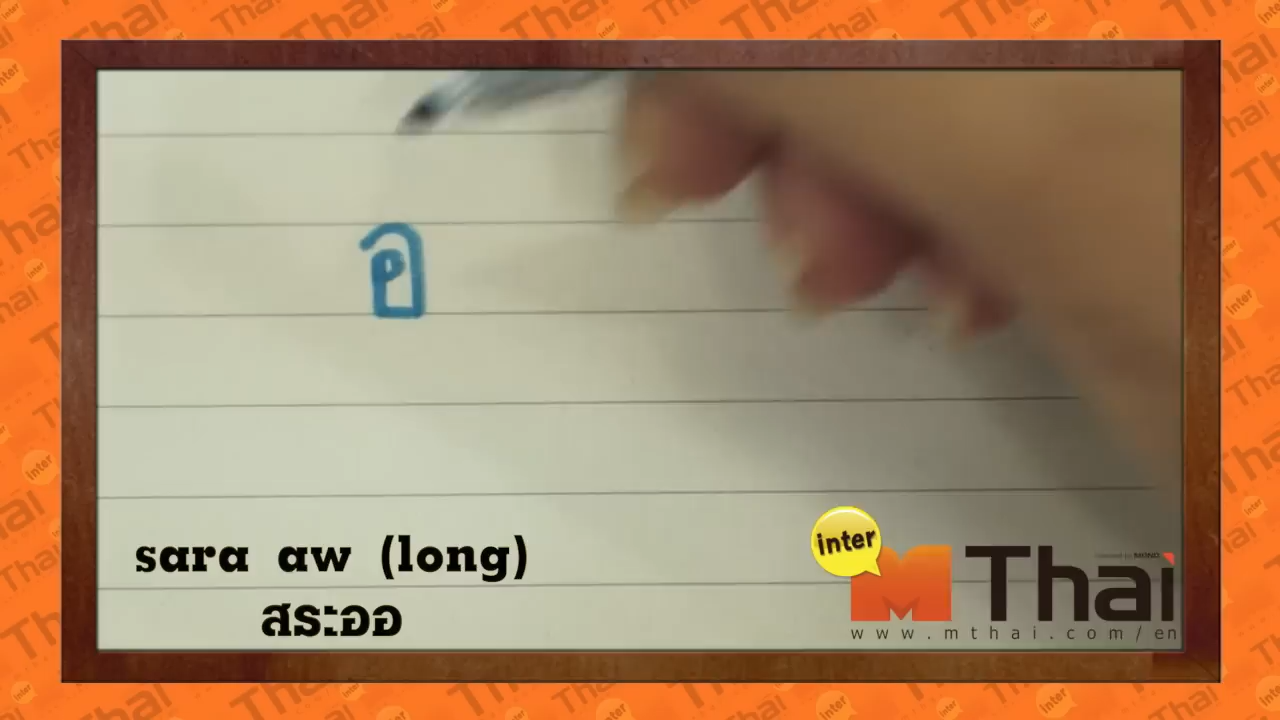 อ
sara aw (long)
สระออ
inter
MThai
www.mthai.com/en